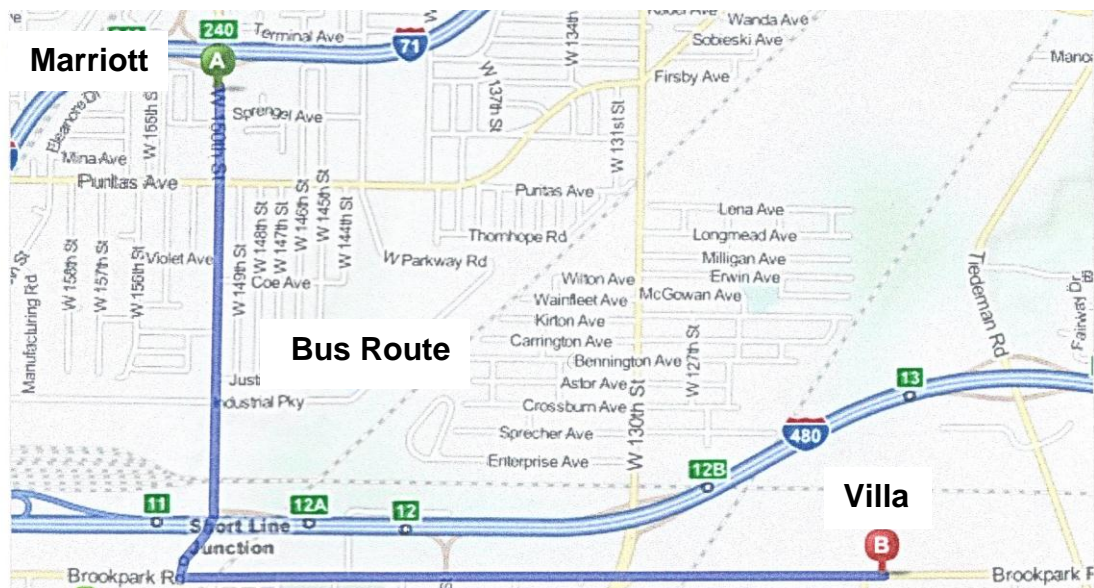 240
Terminal Ave
71
W 134th St
Wanda Ave
Sobieski Ave
Marriott
A
Firsby Ave
W 137th St
Eleanore Dr
W 155th St
W 150th St
Sprengel Ave
W 131st St
Mina Ave
Puritas Ave
Puritas Ave
W 146th St
W 145th St
W 148th St
W 147th St
W 144th St
W 149th St
Lena Ave
Longmead Ave
Thornhope Rd
Violet Ave
W Parkway Rd
Milligan Ave
Erwin Ave
Tiedeman Rd
Fairway Dr
Manufacturing Rd
W 158th St
W 157th St
W 156th St
Coe Ave
Wilton Ave
McGowan Ave
Wainfleet Ave
Kirton Ave
Carrington Ave
W 127th St
Bus Route
Bennington Ave
Astor Ave
13
Industrial Pky
Crossburn Ave
W 130th St
Sprecher Ave
480
Enterprise Ave
12B
Villa
11
12A
12
Short Line
Junction
B
Brookpark Rd
Brookpark